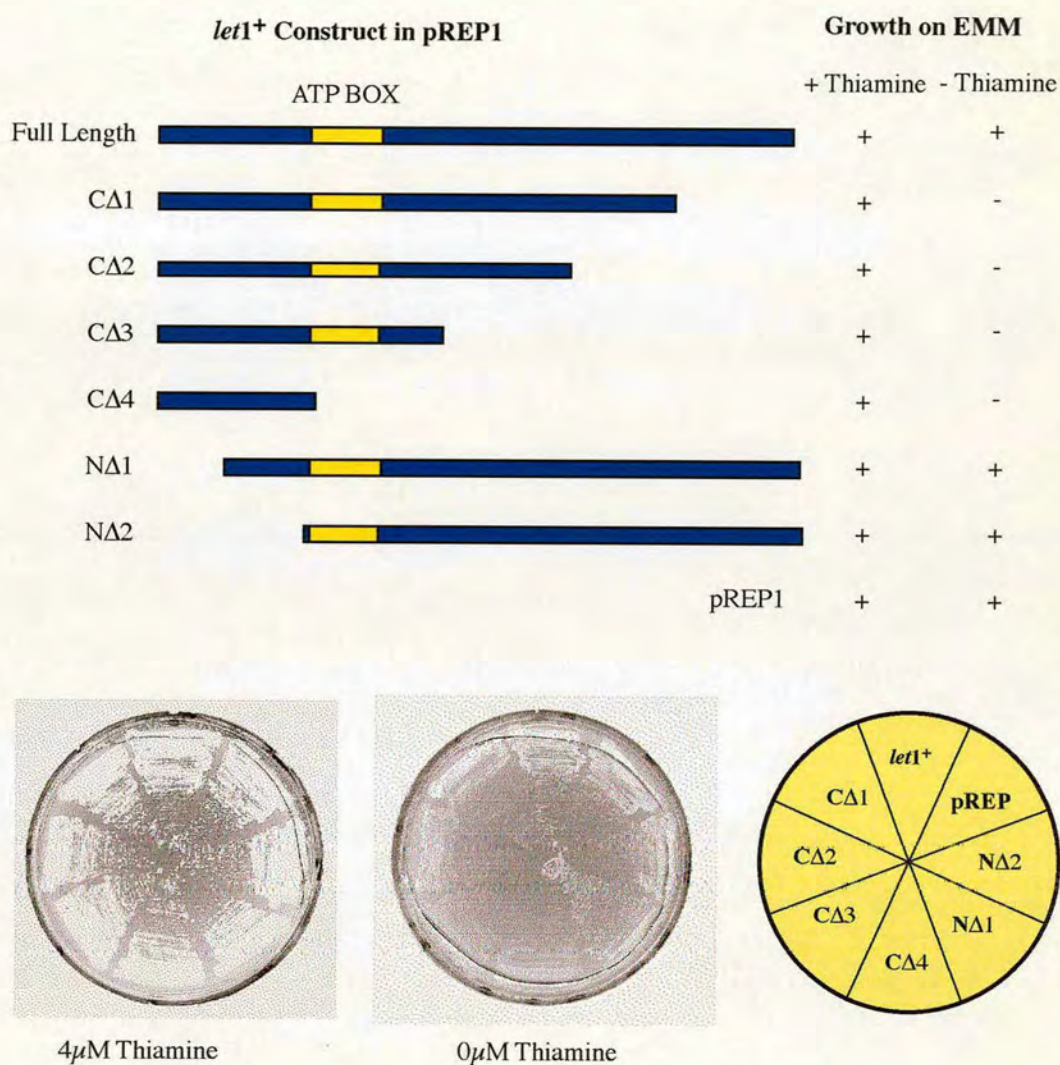 let1+ Construct in pREP1
Growth on EMM
+ Thiamine - Thiamine
ATP BOX
Full Length + +
CΔ1 + -
CΔ2 + -
CΔ3 + -
CΔ4 + -
NΔ1 + +
NΔ2 + +
pREP1 + +
let1+
CΔ1
pREP
CΔ2
NΔ2
CΔ3
NΔ1
CΔ4
4μM Thiamine
0μM Thiamine